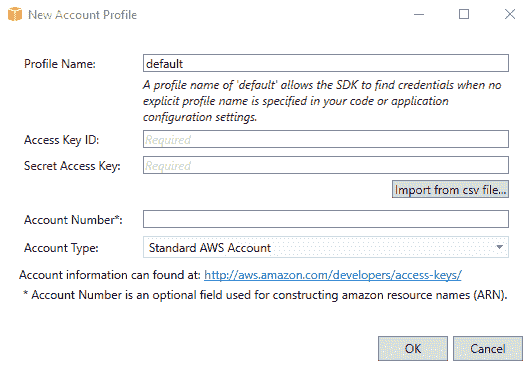 New Account Profile
Profile Name: default
A profile name of 'default' allows the SDK to find credentials when no
explicit profile name is specified in your code or application
configuration settings.
Access Key ID: Required
Secret Access Key: Required
Import from csv file...
Account Number*:
Account Type: Standard AWS Account
Account information can found at: http://aws.amazon.com/developers/access-keys/
* Account Number is an optional field used for constructing amazon resource names (ARN).
OK Cancel